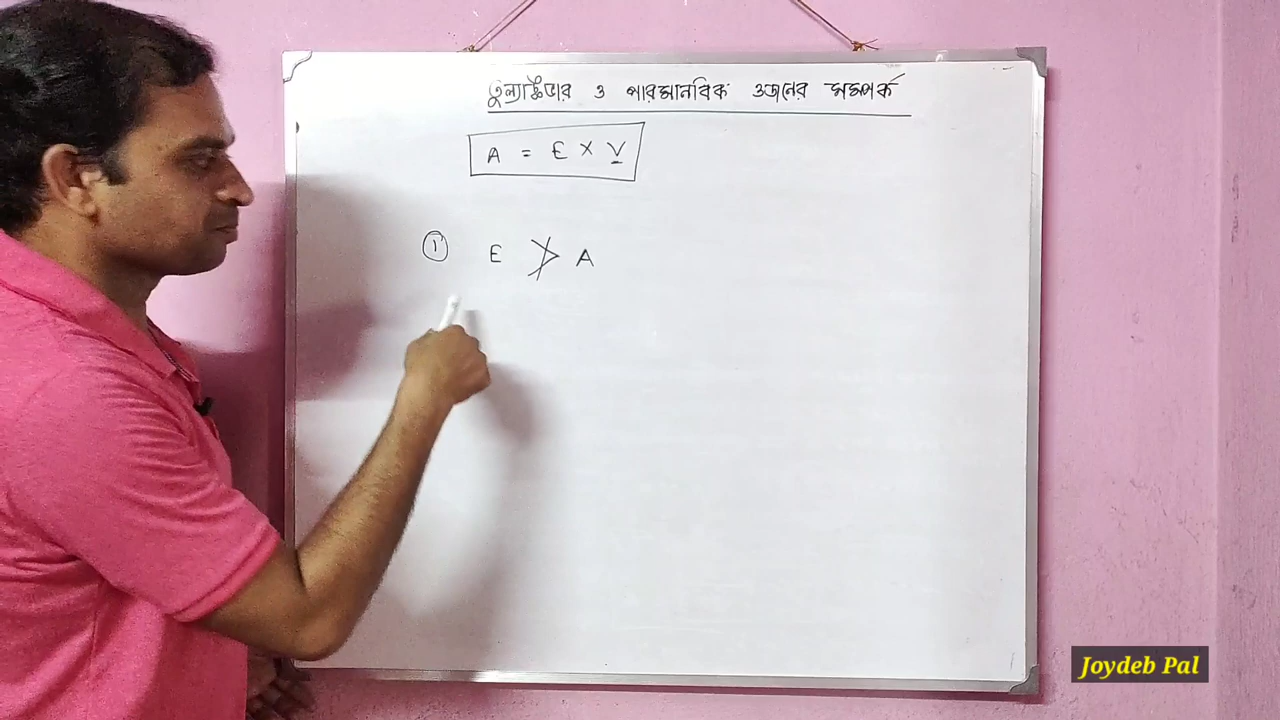 তুল্যাঙ্কভার ও পারমানবিক ওজনের সম্পর্ক
A = E × V
① E ≯ A
Joydeb Pal